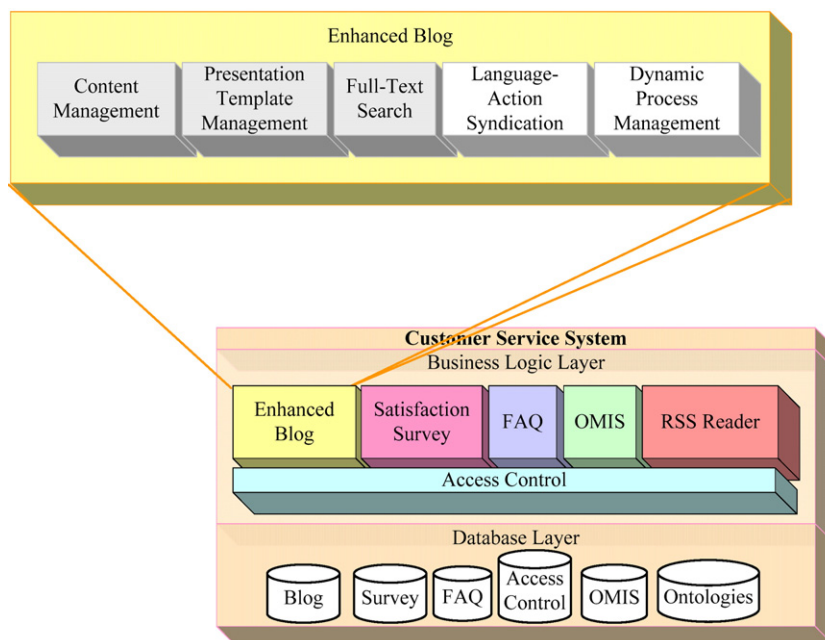 Enhanced Blog
Content
Management
Presentation
Template
Management
Full-Text
Search
Language-
Action
Syndication
Dynamic
Process
Management
Customer Service System
Business Logic Layer
Enhanced
Blog
Satisfaction
Survey
FAQ
OMIS
RSS Reader
Access Control
Database Layer
Blog
Survey
FAQ
Access
Control
OMIS
Ontologies